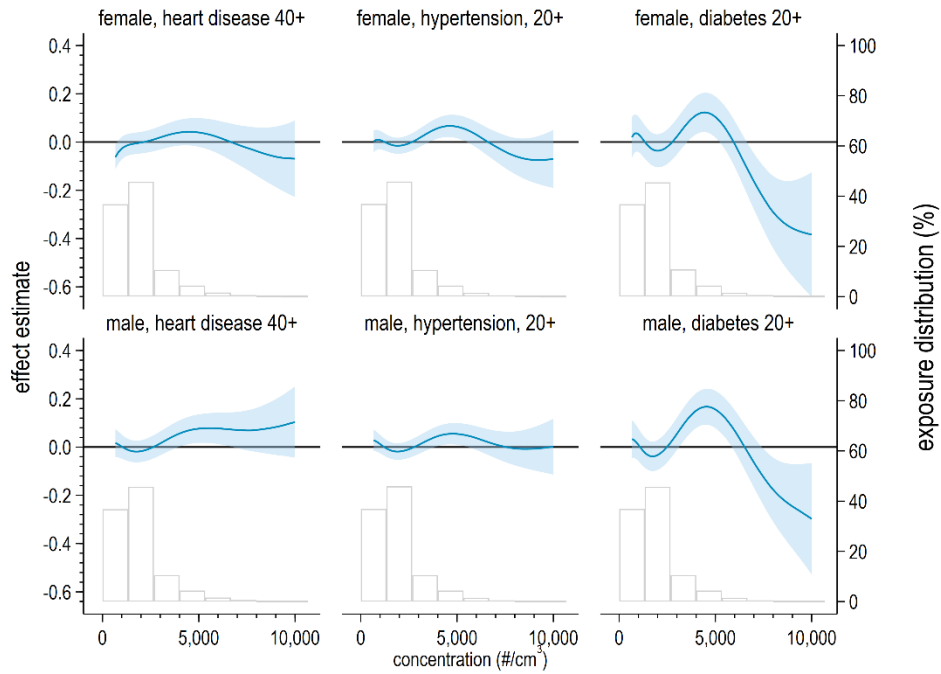 female, heart disease 40+
female, hypertension, 20+
female, diabetes 20+
0.4
0.2
0.0
-0.2
-0.4
-0.6
100
80
60
40
20
0
male, heart disease 40+
male, hypertension, 20+
male, diabetes 20+
0.4
0.2
0.0
-0.2
-0.4
-0.6
100
80
60
40
20
0
effect estimate
exposure distribution (%)
0 5,000 10,000
0 5,000 10,000
0 5,000 10,000
concentration (#/cm³)